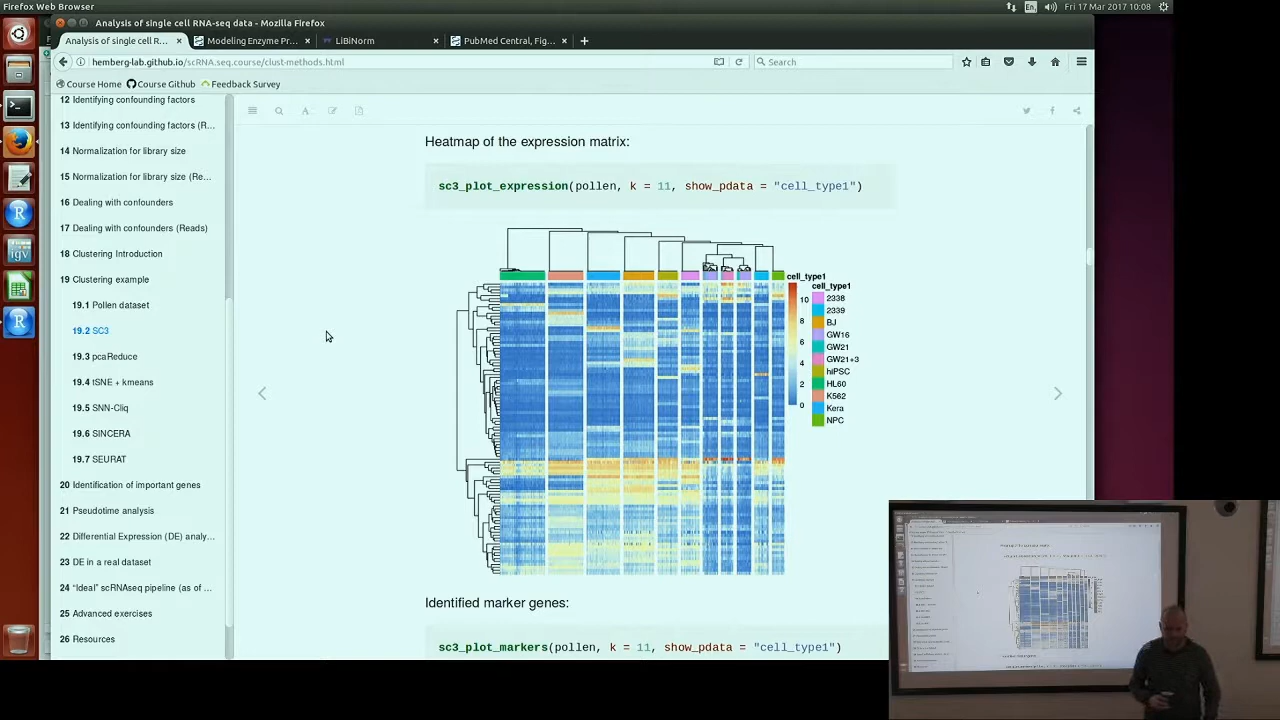 Firefox Web Browser
En
Fri 17 Mar 2017 10:08
Analysis of single cell RNA-seq data - Mozilla Firefox
Analysis of single cell R... ×
Modeling Enzyme Pr... ×
LiBiNorm ×
PubMed Central, Fig... ×
hemberg-lab.github.io/scRNA.seq.course/clust-methods.html
Search
Course Home
Course Github
Feedback Survey
12 Identifying confounding factors
13 Identifying confounding factors (R...
14 Normalization for library size
15 Normalization for library size (Re...
16 Dealing with confounders
17 Dealing with confounders (Reads)
18 Clustering Introduction
19 Clustering example
19.1 Pollen dataset
19.2 SC3
19.3 pcaReduce
19.4 tSNE + kmeans
19.5 SNN-Cliq
19.6 SINCERA
19.7 SEURAT
20 Identification of important genes
21 Pseudotime analysis
22 Differential Expression (DE) analy...
23 DE in a real dataset
24 “Ideal” scRNAseq pipeline (as of ...
25 Advanced exercises
26 Resources
Heatmap of the expression matrix:
sc3_plot_expression(pollen, k = 11, show_pdata = "cell_type1")
cell_type1
cell_type1
10
8
6
4
2
0
2338
2339
BJ
GW16
GW21
GW21+3
hiPSC
HL60
K562
Kera
NPC
Identified marker genes:
sc3_plot_markers(pollen, k = 11, show_pdata = "cell_type1")